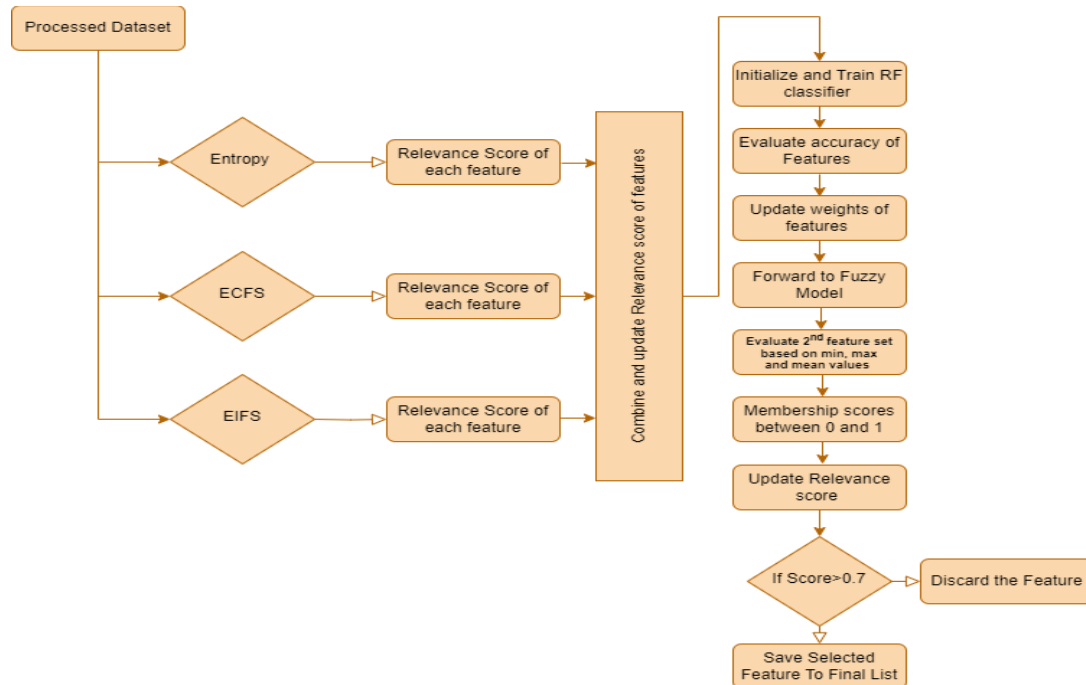 Processed Dataset
Entropy
Relevance Score of
each feature
ECFS
Relevance Score of
each feature
EIFS
Relevance Score of
each feature
Combine and update Relevance score of features
Initialize and Train RF
classifier
Evaluate accuracy of
Features
Update weights of
features
Forward to Fuzzy
Model
Evaluate 2nd feature set
based on min, max
and mean values
Membership scores
between 0 and 1
Update Relevance
score
If Score>0.7
Discard the Feature
Save Selected
Feature To Final List